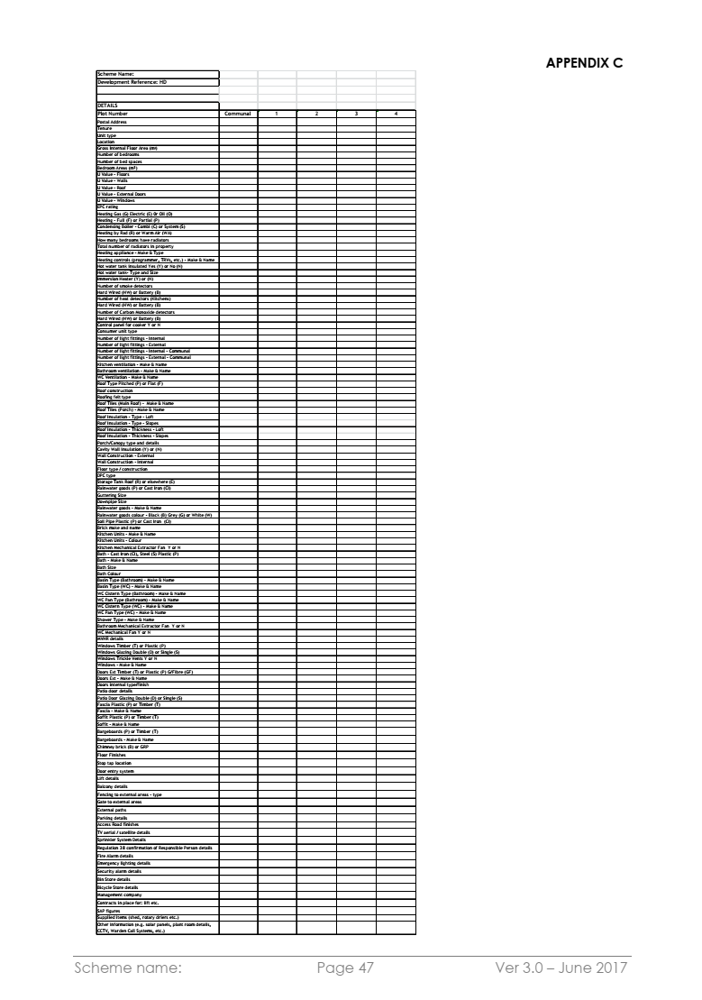 APPENDIX C
Scheme Name:
Development Reference: HD
DETAILS
Plot Number Communal 1 2 3 4
Postal Address
Tenure
Unit type
Location
Gross Internal Floor Area (m²)
Number of bedrooms
Number of bed spaces
Bedroom Areas (m²)
U Value - Floors
U Value - Walls
U Value - Roof
U Value - External Doors
U Value - Windows
EPC rating
Heating Gas (G) Electric (E) Or Oil (O)
Heating - Full (F) or Partial (P)
Condensing Boiler - Combi (C) or System (S)
Heating by Rad (R) or Warm Air (WA)
How many bedrooms have radiators
Total number of radiators in property
Heating appliance - Make & Type
Heating controls (programmer, TRVs, etc.) - Make & Name
Hot water tank insulated Yes (Y) or No (N)
Hot water tank- Type and Size
Immersion Heater (Y) or (N)
Number of smoke detectors
Hard Wired (HW) or Battery (B)
Number of heat detectors (Kitchens)
Hard Wired (HW) or Battery (B)
Number of Carbon Monoxide detectors
Hard Wired (HW) or Battery (B)
Control panel for cooker Y or N
Consumer unit type
Number of light fittings - Internal
Number of light fittings - External
Number of light fittings - Internal - Communal
Number of light fittings - External - Communal
Kitchen ventilation - Make & Name
Bathroom ventilation - Make & Name
WC Ventilation - Make & Name
Roof Type Pitched (P) or Flat (F)
Roof construction
Roofing felt type
Roof Tiles (Main Roof) - Make & Name
Roof Tiles (Porch) - Make & Name
Roof Insulation - Type - Loft
Roof Insulation - Type - Slopes
Roof Insulation - Thickness - Loft
Roof Insulation - Thickness - Slopes
Porch/Canopy type and details
Cavity Wall Insulation (Y) or (N)
Wall Construction - External
Wall Construction - Internal
Floor type / construction
DPC type
Storage Tank Roof (R) or elsewhere (E)
Rainwater goods (P) or Cast Iron (CI)
Guttering Size
Downpipe Size
Rainwater goods - Make & Name
Rainwater goods colour - Black (B) Grey (G) or White (W)
Soil Pipe Plastic (P) or Cast Iron (CI)
Brick make and name
Kitchen Units - Make & Name
Kitchen Units - Colour
Kitchen Mechanical Extractor Fan Y or N
Bath - Cast Iron (CI), Steel (S) Plastic (P)
Bath - Make & Name
Bath Size
Bath Colour
Basin Type (Bathroom) - Make & Name
Basin Type (WC) - Make & Name
WC Cistern Type (Bathroom) - Make & Name
WC Pan Type (Bathroom) - Make & Name
WC Cistern Type (WC) - Make & Name
WC Pan Type (WC) - Make & Name
Shower Type - Make & Name
Bathroom Mechanical Extractor Fan Y or N
WC Mechanical Fan Y or N
MVHR details
Windows Timber (T) or Plastic (P)
Windows Glazing Double (D) or Single (S)
Windows Trickle Vents Y or N
Windows - Make & Name
Doors Ext Timber (T) or Plastic (P) G/Fibre (GF)
Doors Ext - Make & Name
Doors internal type/finish
Patio door details
Patio Door Glazing Double (D) or Single (S)
Fascia Plastic (P) or Timber (T)
Fascia - Make & Name
Soffit Plastic (P) or Timber (T)
Soffit - Make & Name
Bargeboards (P) or Timber (T)
Bargeboards - Make & Name
Chimney brick (B) or GRP
Floor Finishes
Stop tap location
Door entry system
Lift details
Balcony details
Fencing to external areas - type
Gate to external areas
External paths
Parking details
Access Road finishes
TV aerial / satellite details
Sprinkler System Details
Regulation 38 confirmation of Responsible Person details
Fire Alarm details
Emergency lighting details
Security alarm details
Bin Store details
Bicycle Store details
Management company
Contracts in place for: lift etc.
SAP figures
Supplied items (shed, rotary driers etc.)
Other information (e.g. solar panels, plant room details,
CCTV, Warden Call Systems, etc.)
Scheme name: Page 47 Ver 3.0 – June 2017